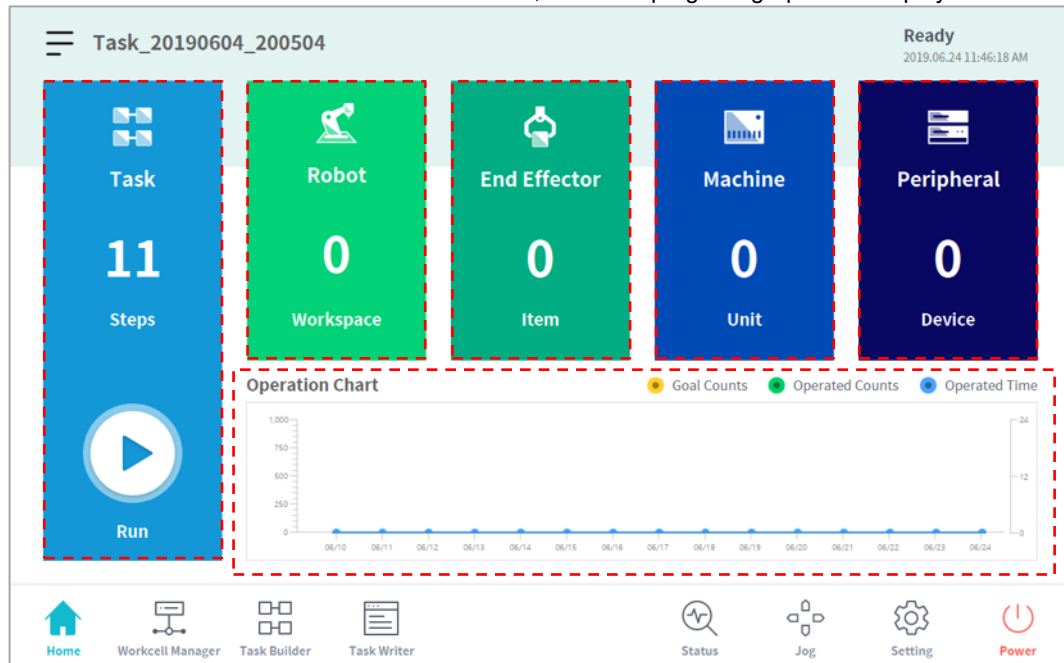 Task_20190604_200504
Ready
2019.06.24 11:46:18 AM
Task
11
Steps
Run
Robot
0
Workspace
End Effector
0
Item
Machine
0
Unit
Peripheral
0
Device
Operation Chart
Goal Counts Operated Counts Operated Time
1,000
750
500
250
0
24
12
0
06/10 06/11 06/12 06/13 06/14 06/15 06/16 06/17 06/18 06/19 06/20 06/21 06/22 06/23 06/24
Home Workcell Manager Task Builder Task Writer Status Jog Setting Power